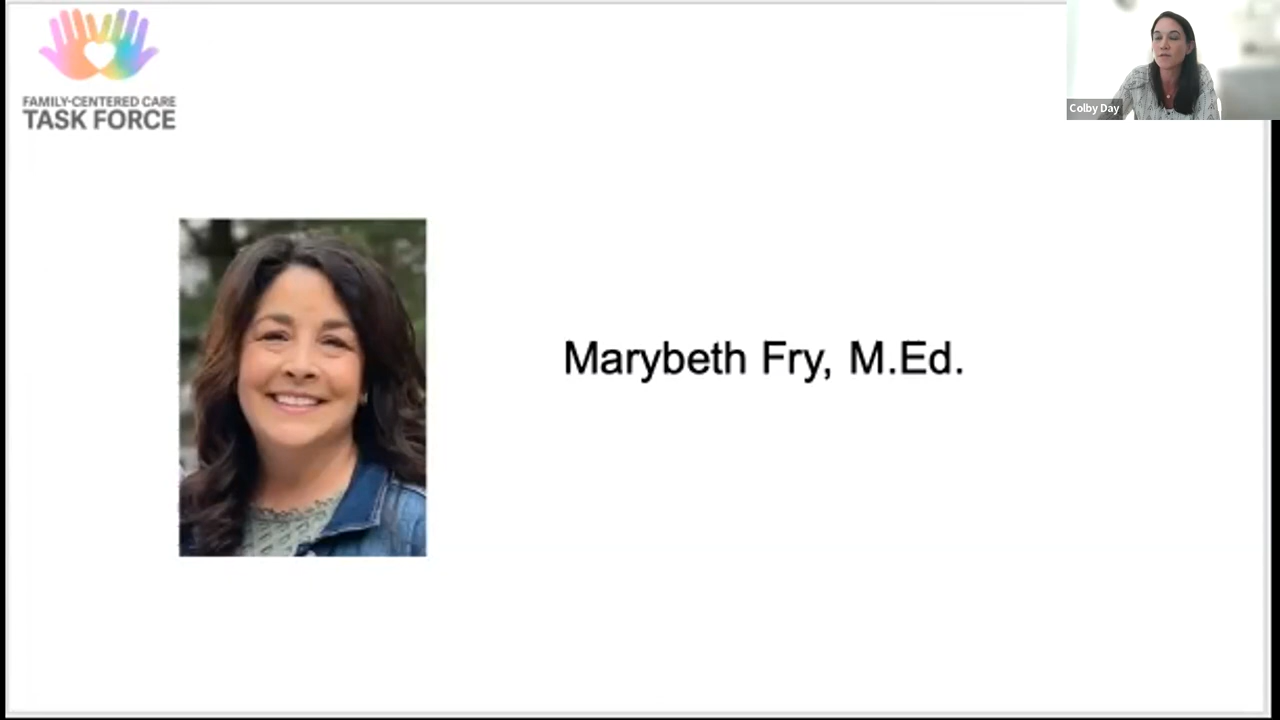 FAMILY-CENTERED CARE
TASK FORCE
Colby Day
Marybeth Fry, M.Ed.